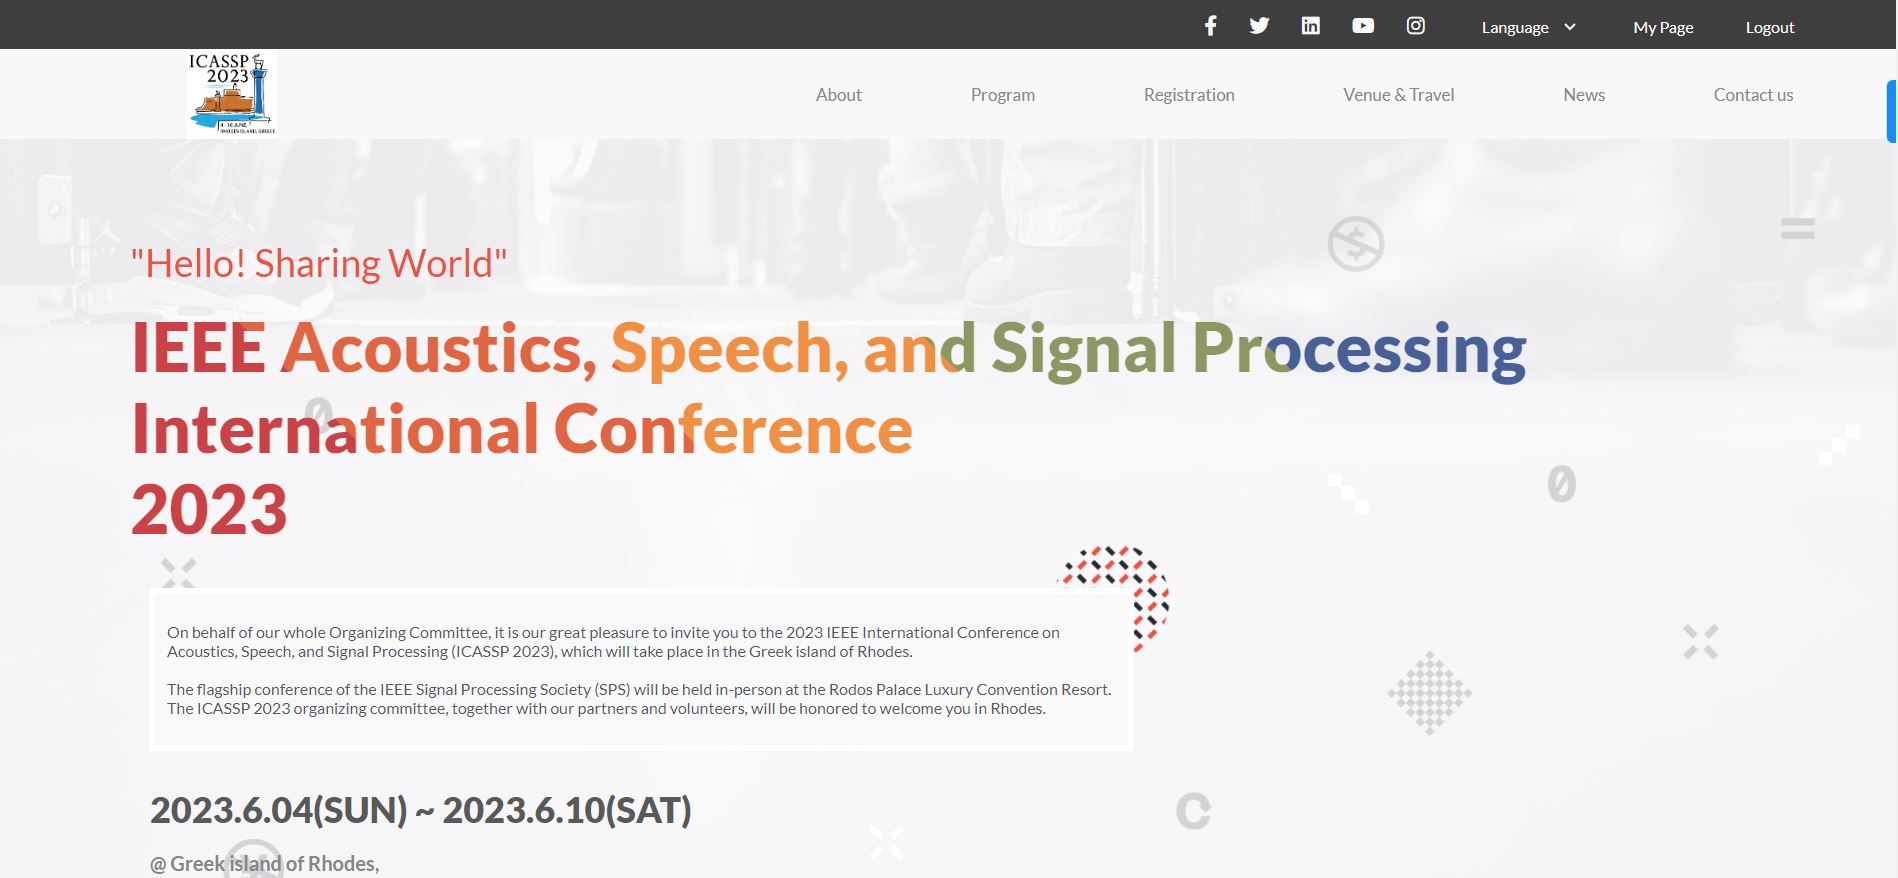 Language
My Page
Logout
ICASSP
2023
4 - 10 JUNE,
RHODES ISLAND, GREECE
About
Program
Registration
Venue & Travel
News
Contact us
"Hello! Sharing World"
IEEE Acoustics, Speech, and Signal Processing
International Conference
2023
On behalf of our whole Organizing Committee, it is our great pleasure to invite you to the 2023 IEEE International Conference on
Acoustics, Speech, and Signal Processing (ICASSP 2023), which will take place in the Greek island of Rhodes.
The flagship conference of the IEEE Signal Processing Society (SPS) will be held in-person at the Rodos Palace Luxury Convention Resort.
The ICASSP 2023 organizing committee, together with our partners and volunteers, will be honored to welcome you in Rhodes.
2023.6.04(SUN) ~ 2023.6.10(SAT)
@ Greek island of Rhodes,